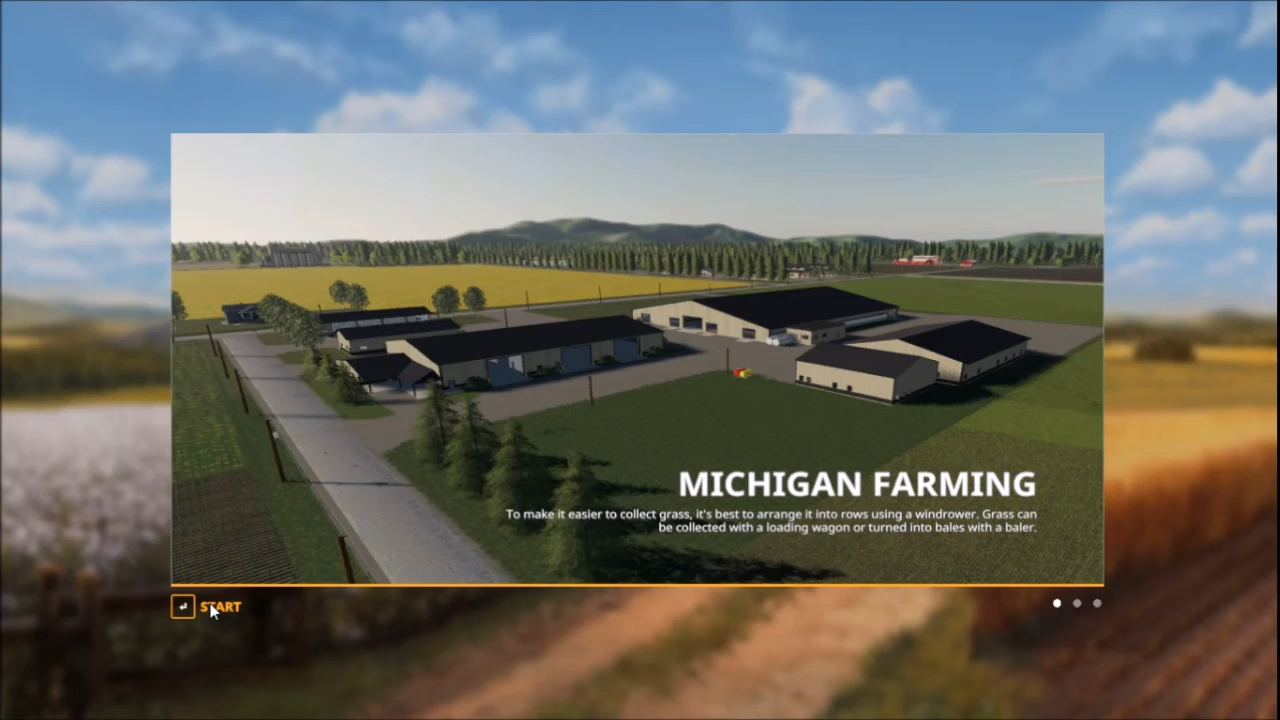 MICHIGAN FARMING
To make it easier to collect grass, it's best to arrange it into rows using a windrower. Grass can
be collected with a loading wagon or turned into bales with a baler.
START